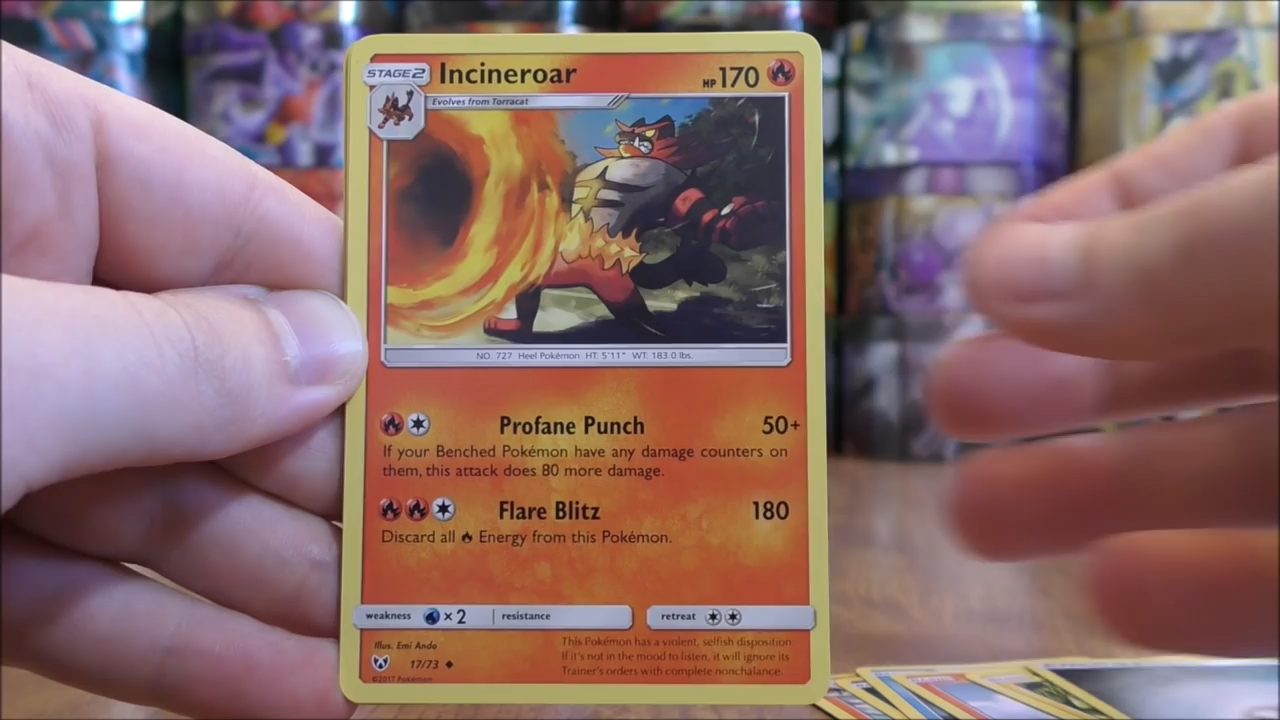 STAGE2 Incineroar HP 170
Evolves from Torracat
NO. 727 Heel Pokémon HT: 5'11" WT: 183.0 lbs.
Profane Punch 50+
If your Benched Pokémon have any damage counters on
them, this attack does 80 more damage.
Flare Blitz 180
Discard all Energy from this Pokémon.
weakness ×2 resistance retreat
Illus. Emi Ando
17/73
©2017 Pokémon
This Pokémon has a violent, selfish disposition
If it's not in the mood to listen, it will ignore its
Trainer's orders with complete nonchalance.